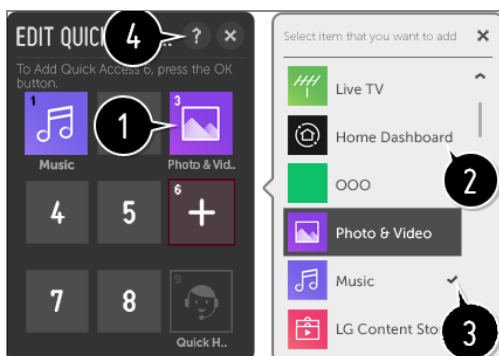 EDIT QUIC
..
4
?
×
To Add Quick Access 6, press the OK
button.
1
1
3
Music
Photo & Vid..
4
5
6
+
7
8
9
Quick H..
Select item that you want to add
×
Live TV
Home Dashboard
2
OOO
Photo & Video
Music
3
LG Content Sto